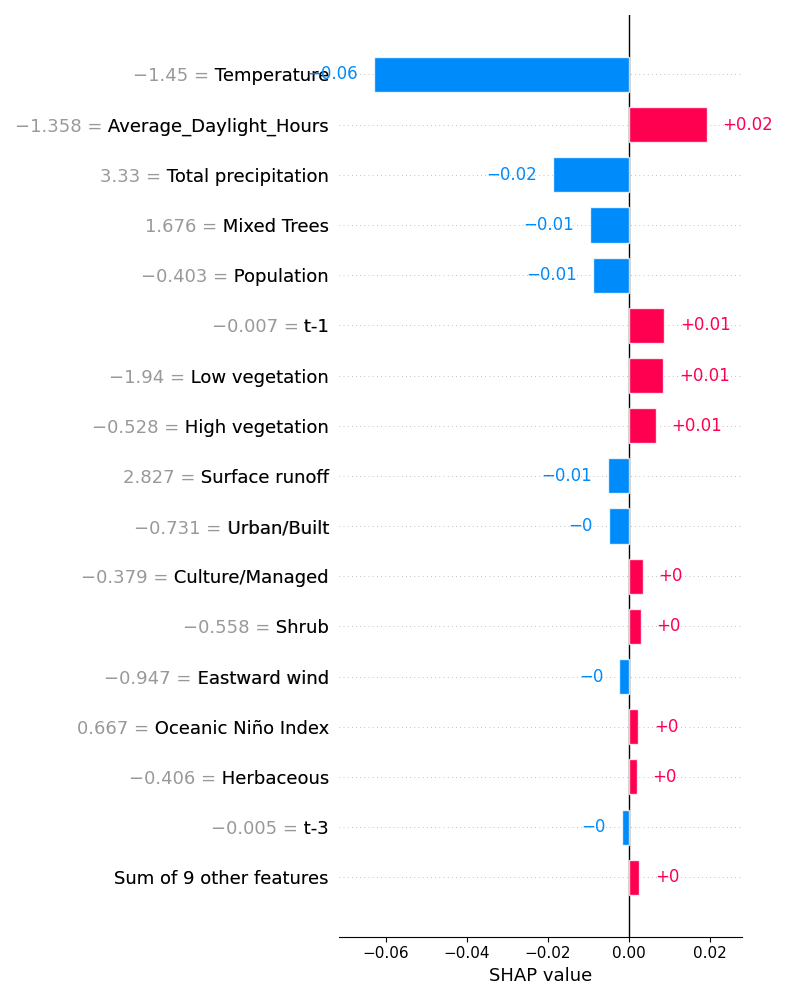 −1.45 = Temperature −0.06
−1.358 = Average_Daylight_Hours +0.02
3.33 = Total precipitation −0.02
1.676 = Mixed Trees −0.01
−0.403 = Population −0.01
−0.007 = t-1 +0.01
−1.94 = Low vegetation +0.01
−0.528 = High vegetation +0.01
2.827 = Surface runoff −0.01
−0.731 = Urban/Built −0
−0.379 = Culture/Managed +0
−0.558 = Shrub +0
−0.947 = Eastward wind −0
0.667 = Oceanic Niño Index +0
−0.406 = Herbaceous +0
−0.005 = t-3 −0
Sum of 9 other features +0
−0.06 −0.04 −0.02 0.00 0.02
SHAP value